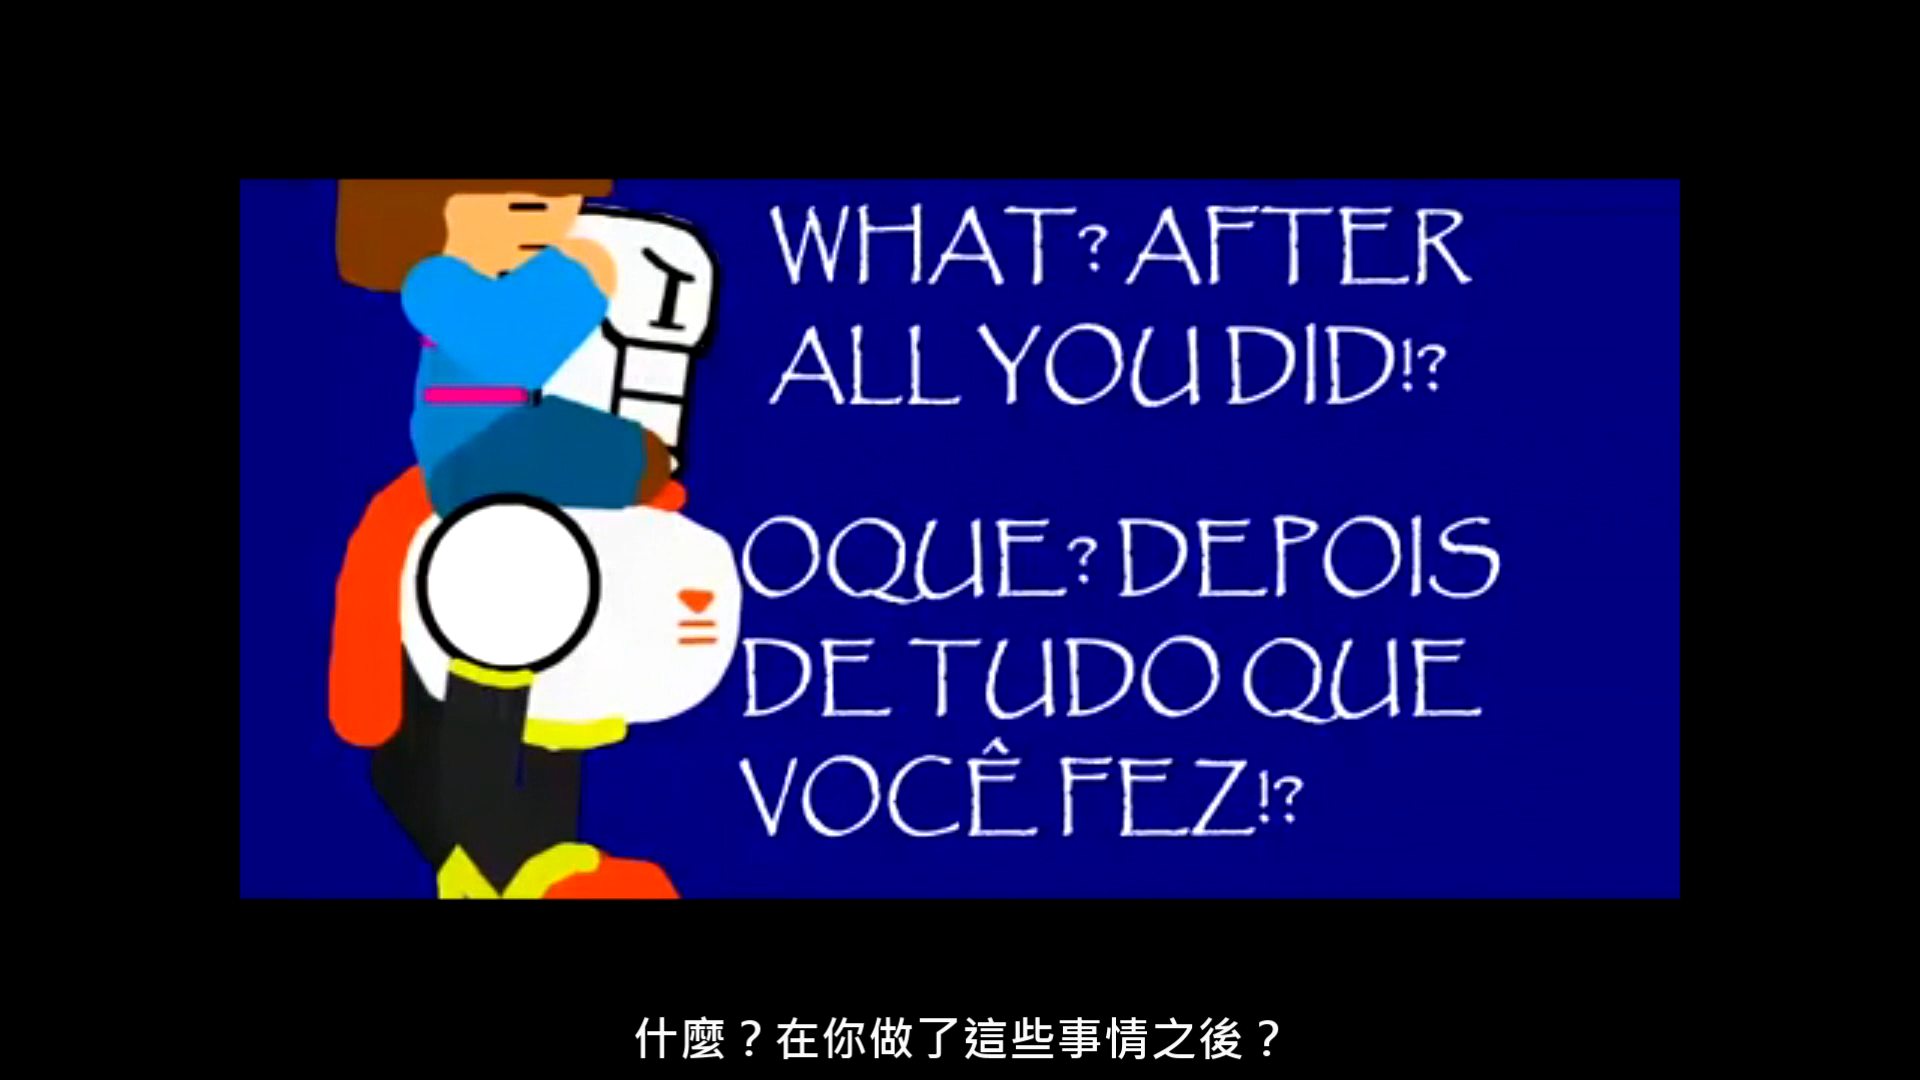 WHAT? AFTER
ALL YOU DID!?
OQUE? DEPOIS
DE TUDO QUE
VOCÊ FEZ!?
什麼？在你做了這些事情之後？